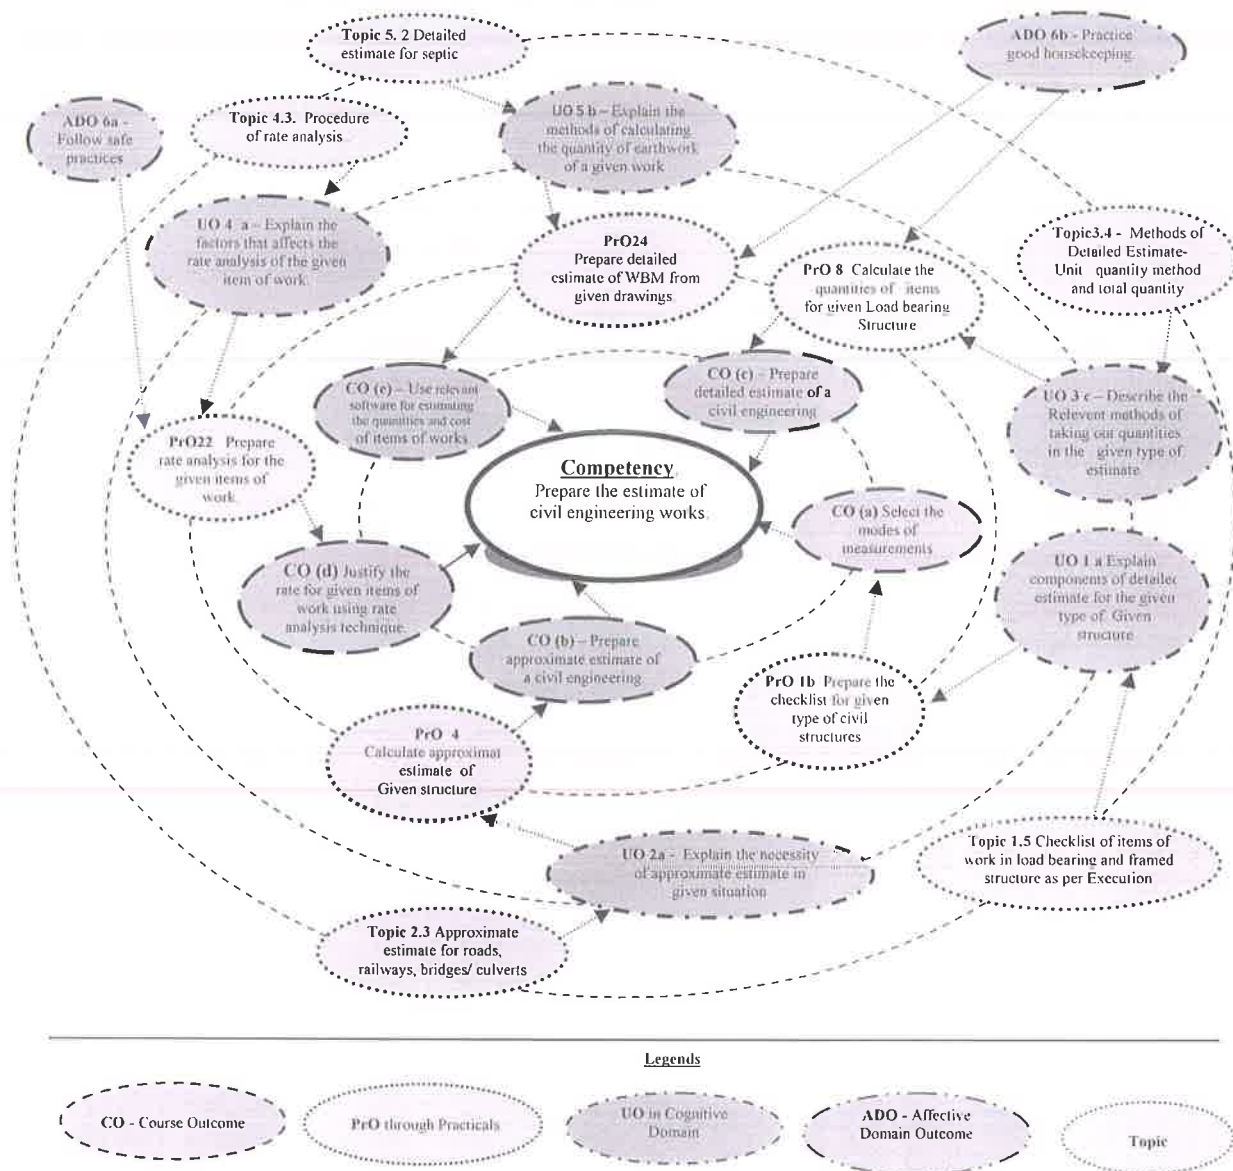 Topic 5. 2 Detailed
estimate for septic
ADO 6b - Practice
good housekeeping.
ADO 6a -
Follow safe
practices
Topic 4.3. Procedure
of rate analysis
UO 5 b – Explain the
methods of calculating
the quantity of earthwork
of a given work
UO 4 a – Explain the
factors that affects the
rate analysis of the given
item of work.
PrO24
Prepare detailed
estimate of WBM from
given drawings
PrO 8 Calculate the
quantities of items
for given Load bearing
Structure
Topic3.4 - Methods of
Detailed Estimate-
Unit quantity method
and total quantity
CO (e) – Use relevant
software for estimating
the quantities and cost
of items of works
CO (c) – Prepare
detailed estimate of a
civil engineering
UO 3 c – Describe the
Relevent methods of
taking out quantities
in the given type of
estimate
PrO22 Prepare
rate analysis for the
given items of
work.
Competency
Prepare the estimate of
civil engineering works.
CO (a) Select the
modes of
measurements
CO (d) Justify the
rate for given items of
work using rate
analysis technique.
UO 1 a Explain
components of detailed
estimate for the given
type of Given
structure
CO (b) – Prepare
approximate estimate of
a civil engineering
PrO 1b Prepare the
checklist for given
type of civil
structures
PrO 4
Calculate approximat
estimate of
Given structure
UO 2a - Explain the necessity
of approximate estimate in
given situation
Topic 1.5 Checklist of items of
work in load bearing and framed
structure as per Execution
Topic 2.3 Approximate
estimate for roads,
railways, bridges/ culverts
Legends
CO - Course Outcome
PrO through Practicals
UO in Cognitive
Domain
ADO - Affective
Domain Outcome
Topic